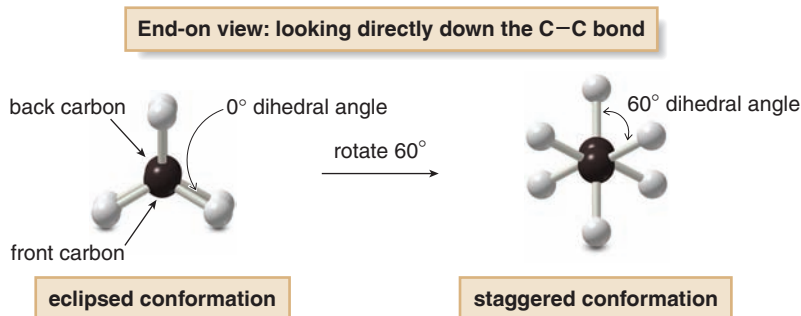 End-on view: looking directly down the C−C bond
back carbon
0° dihedral angle
60° dihedral angle
rotate 60°
front carbon
eclipsed conformation
staggered conformation